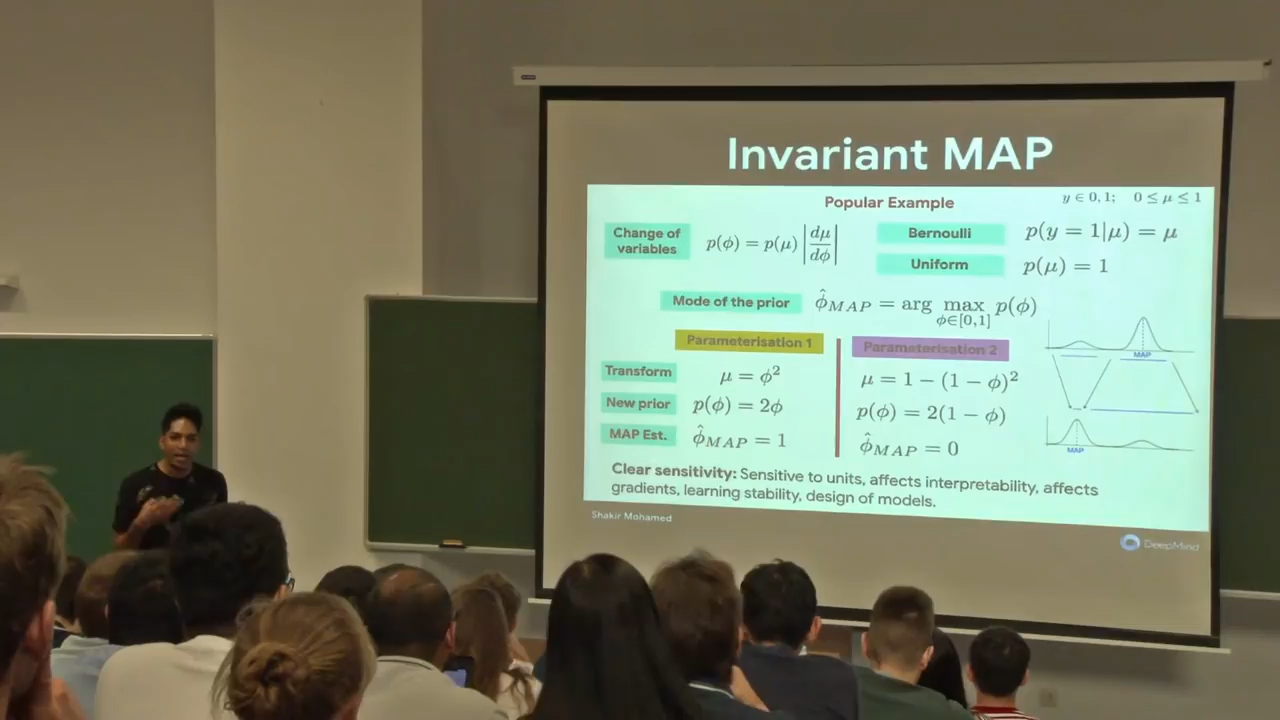 Invariant MAP
Popular Example
y ∈ 0, 1; 0 ≤ μ ≤ 1
Change of
variables
p(ϕ) = p(μ) |dμ/dϕ|
Bernoulli
p(y = 1|μ) = μ
Uniform
p(μ) = 1
Mode of the prior
ϕ̂_MAP = arg max_{ϕ∈[0,1]} p(ϕ)
Parameterisation 1
Parameterisation 2
Transform
μ = ϕ²
μ = 1 − (1 − ϕ)²
New prior
p(ϕ) = 2ϕ
p(ϕ) = 2(1 − ϕ)
MAP Est.
ϕ̂_MAP = 1
ϕ̂_MAP = 0
MAP
MAP
Clear sensitivity: Sensitive to units, affects interpretability, affects
gradients, learning stability, design of models.
Shakir Mohamed
DeepMind